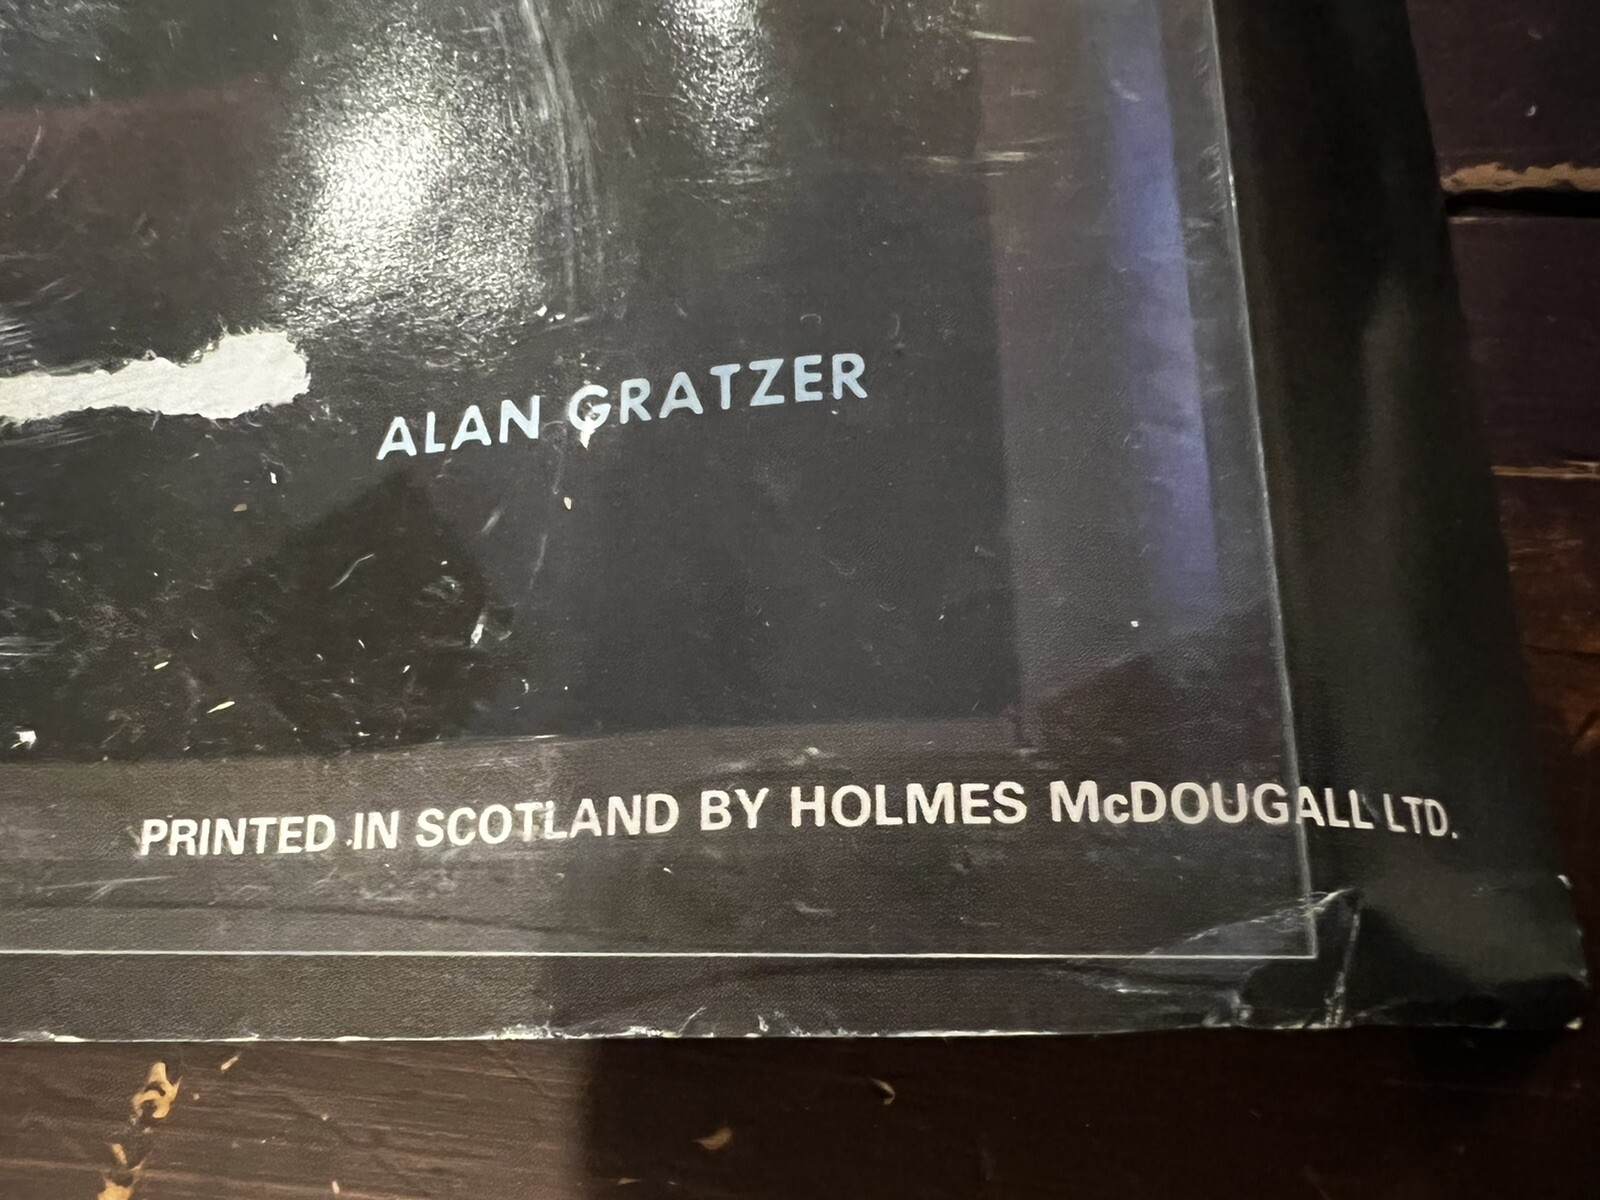 ALAN GRATZER
PRINTED IN SCOTLAND BY HOLMES McDOUGALL LTD.